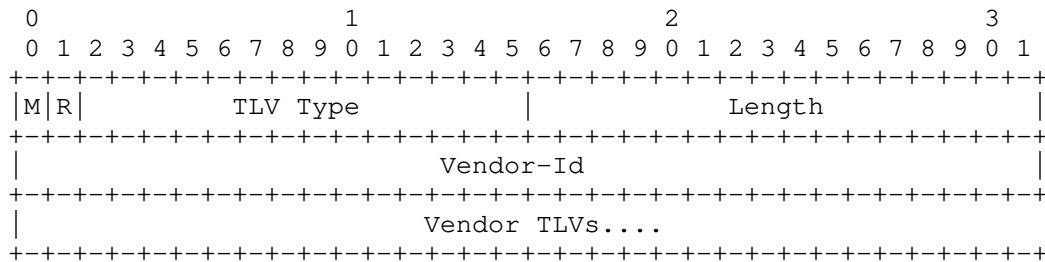 0                   1                   2                   3
 0 1 2 3 4 5 6 7 8 9 0 1 2 3 4 5 6 7 8 9 0 1 2 3 4 5 6 7 8 9 0 1
+-+-+-+-+-+-+-+-+-+-+-+-+-+-+-+-+-+-+-+-+-+-+-+-+-+-+-+-+-+-+-+-+
|M|R|         TLV Type          |            Length             |
+-+-+-+-+-+-+-+-+-+-+-+-+-+-+-+-+-+-+-+-+-+-+-+-+-+-+-+-+-+-+-+-+
|                          Vendor-Id                            |
+-+-+-+-+-+-+-+-+-+-+-+-+-+-+-+-+-+-+-+-+-+-+-+-+-+-+-+-+-+-+-+-+
|                         Vendor TLVs....
+-+-+-+-+-+-+-+-+-+-+-+-+-+-+-+-+-+-+-+-+-+-+-+-+-+-+-+-+-+-+-+-+